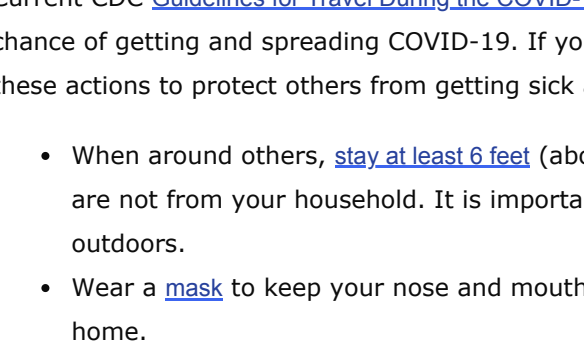 current CDC Guidelines for Travel During the COVID-
chance of getting and spreading COVID-19. If you
these actions to protect others from getting sick
• When around others, stay at least 6 feet (abo
are not from your household. It is importa
outdoors.
• Wear a mask to keep your nose and mouth
home.